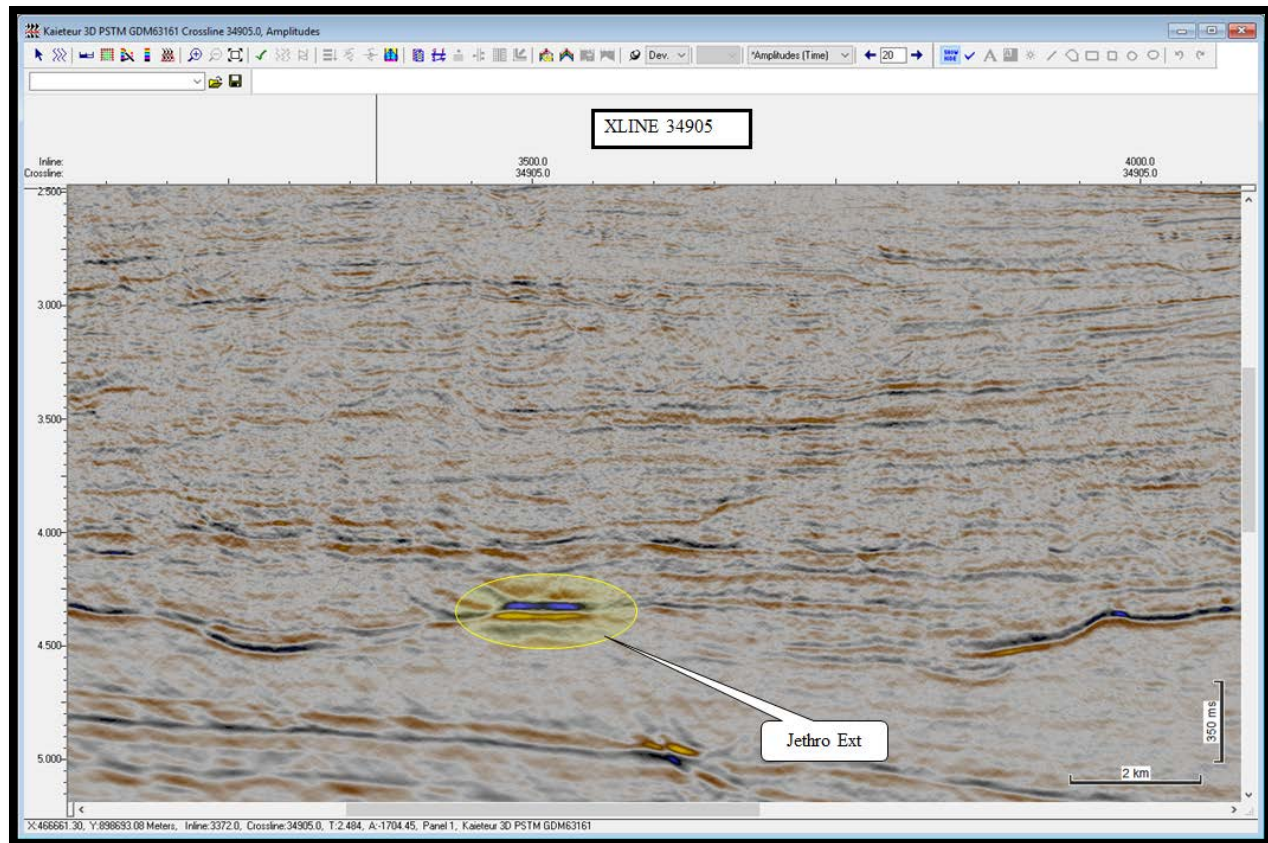 Kaieteur 3D PSTM GDM63161 Crossline 34905.0, Amplitudes
Dev.
*Amplitudes (Time)
20
SHOW
HIDE
XLINE 34905
Inline: 3500.0 4000.0
Crossline: 34905.0 34905.0
2.500
3.000
3.500
4.000
4.500
5.000
Jethro Ext
350 ms
2 km
X:466661.30, Y:898693.08 Meters, Inline:3372.0, Crossline:34905.0, T:2.484, A:-1704.45, Panel 1, Kaieteur 3D PSTM GDM63161